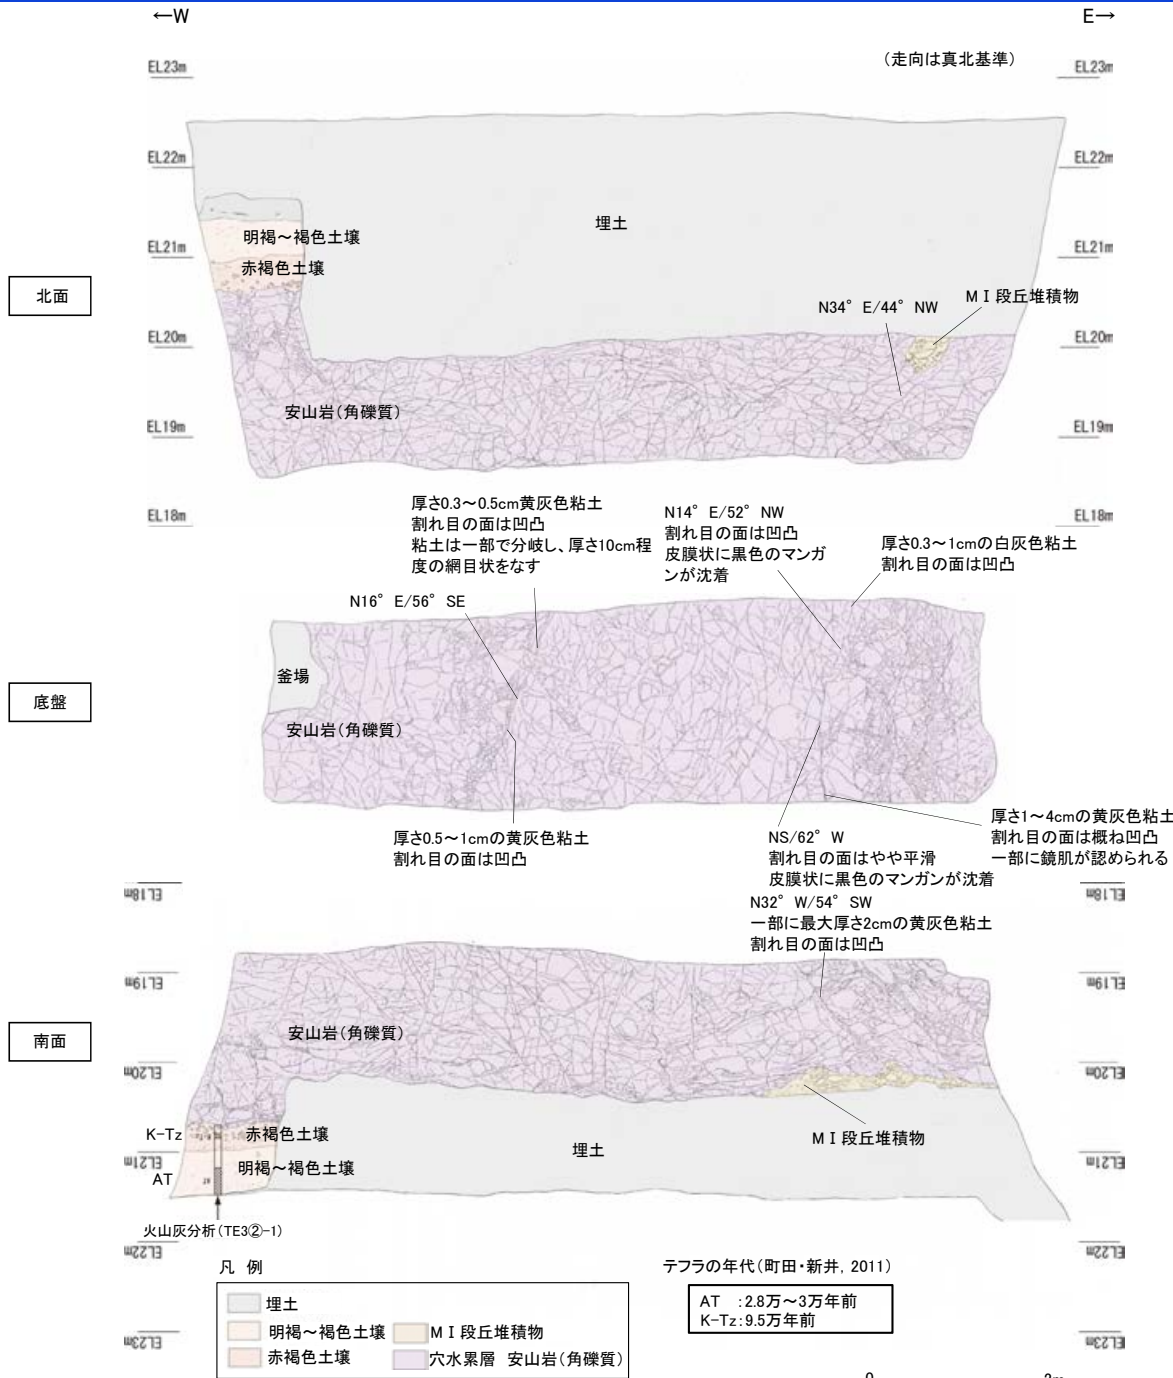 ←W
E→
(走向は真北基準)
EL23m
EL23m
EL22m
EL22m
埋土
明褐～褐色土壌
EL21m
EL21m
赤褐色土壌
北面
MⅠ段丘堆積物
N34°E/44°NW
EL20m
EL20m
安山岩(角礫質)
EL19m
EL19m
EL18m
EL18m
厚さ0.3～0.5cm黄灰色粘土
割れ目の面は凹凸
粘土は一部で分岐し、厚さ10cm程
度の網目状をなす
N14°E/52°NW
割れ目の面は凹凸
皮膜状に黒色のマンガ
ンが沈着
厚さ0.3～1cmの白灰色粘土
割れ目の面は凹凸
N16°E/56°SE
釜場
底盤
安山岩(角礫質)
厚さ0.5～1cmの黄灰色粘土
割れ目の面は凹凸
NS/62°W
割れ目の面はやや平滑
皮膜状に黒色のマンガンが沈着
厚さ1～4cmの黄灰色粘土
割れ目の面は概ね凹凸
一部に鏡肌が認められる
EL18m
EL18m
N32°W/54°SW
一部に最大厚さ2cmの黄灰色粘土
割れ目の面は凹凸
EL19m
EL19m
安山岩(角礫質)
南面
EL20m
EL20m
K-Tz
赤褐色土壌
MⅠ段丘堆積物
埋土
EL21m
EL21m
明褐～褐色土壌
AT
火山灰分析(TE3②-1)
EL22m
EL22m
凡 例
埋土
明褐～褐色土壌
MⅠ段丘堆積物
赤褐色土壌
穴水累層 安山岩(角礫質)
テフラの年代(町田・新井, 2011)
AT :2.8万～3万年前
K-Tz:9.5万年前
EL23m
EL23m